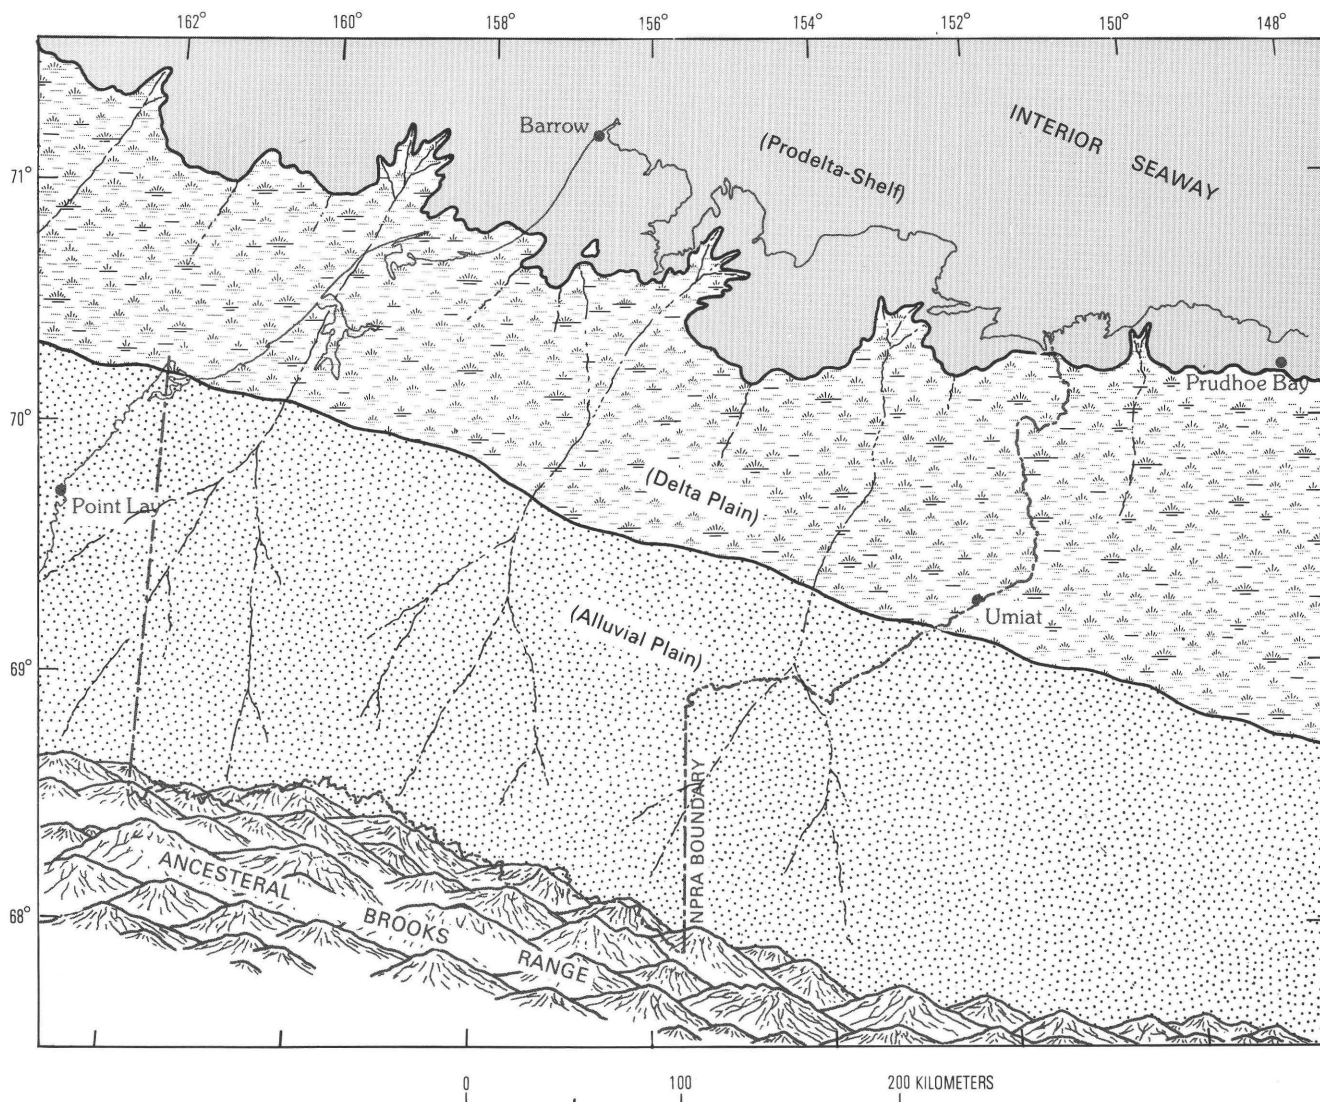 162° 160° 158° 156° 154° 152° 150° 148°
Barrow
INTERIOR SEAWAY
(Prodelta-Shelf)
71°
Prudhoe Bay
70°
(Delta Plain)
Point Lay
Umiat
(Alluvial Plain)
69°
NPRA BOUNDARY
ANCESTERAL BROOKS RANGE
68°
0 100 200 KILOMETERS